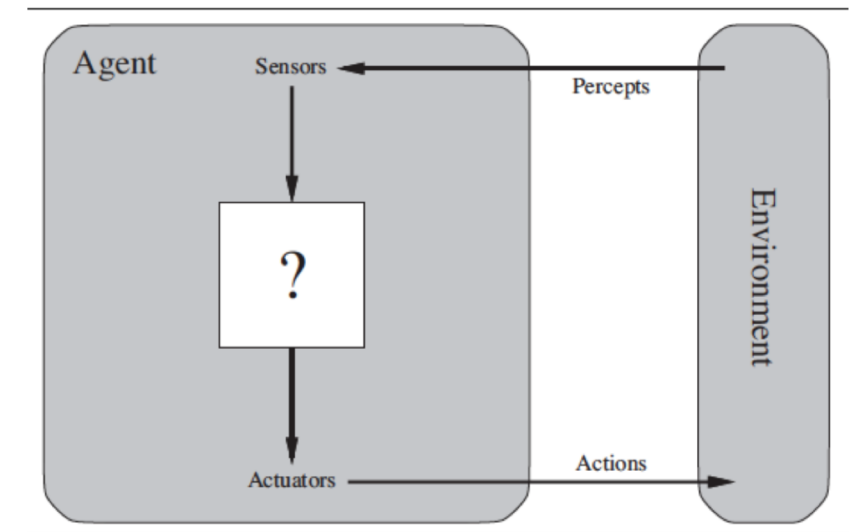 Agent
Sensors
Percepts
?
Environment
Actuators
Actions